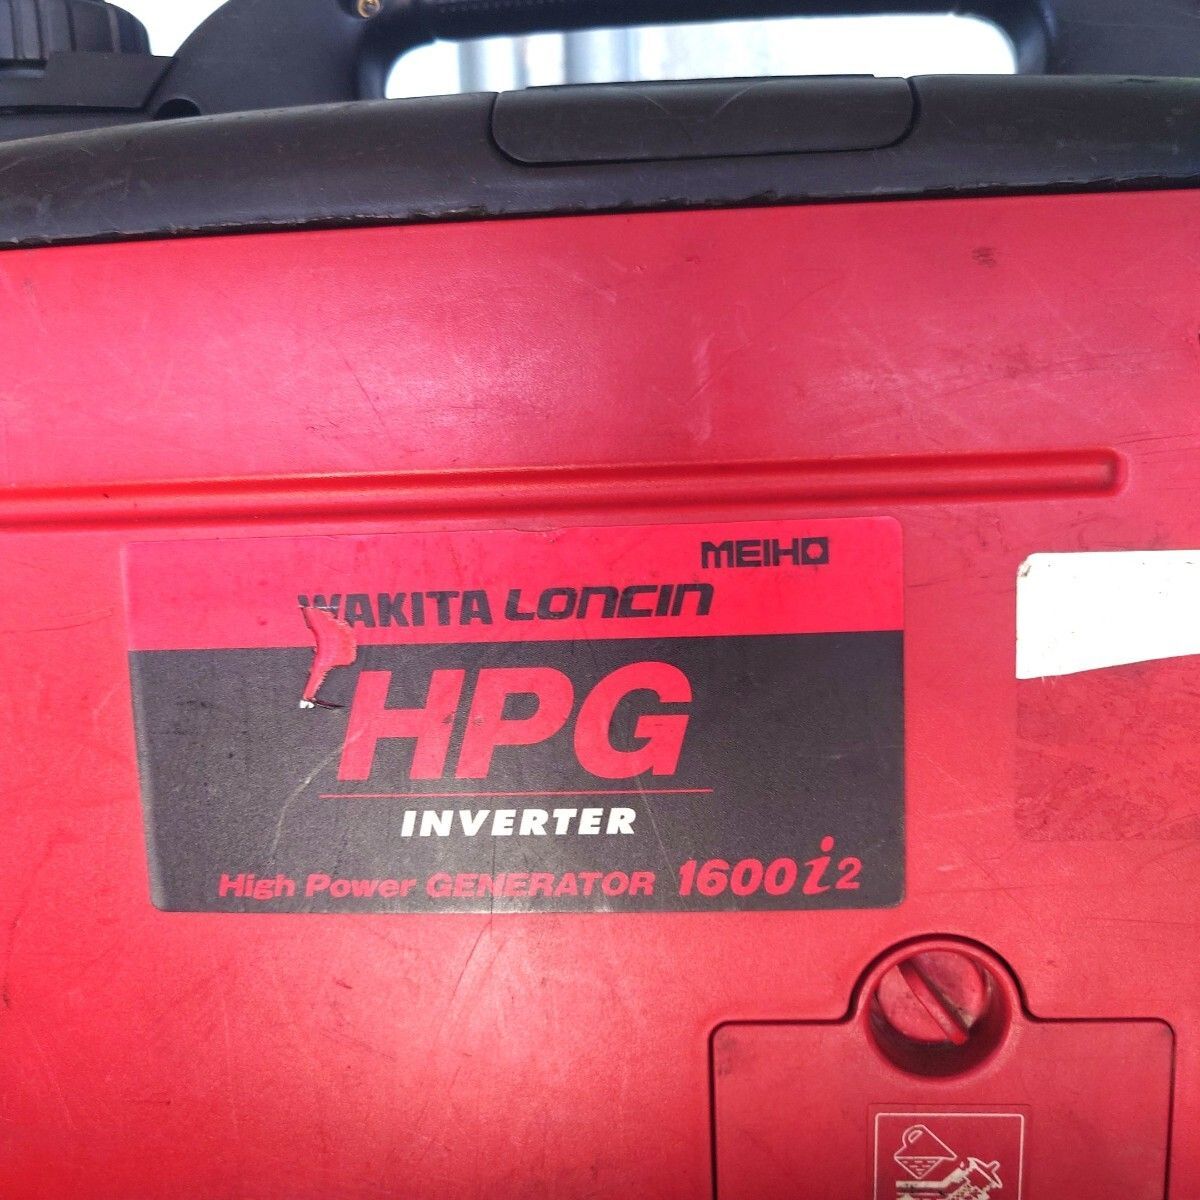 MEIHO
WAKITA LONCIN
HPG
INVERTER
High Power GENERATOR 1600i2